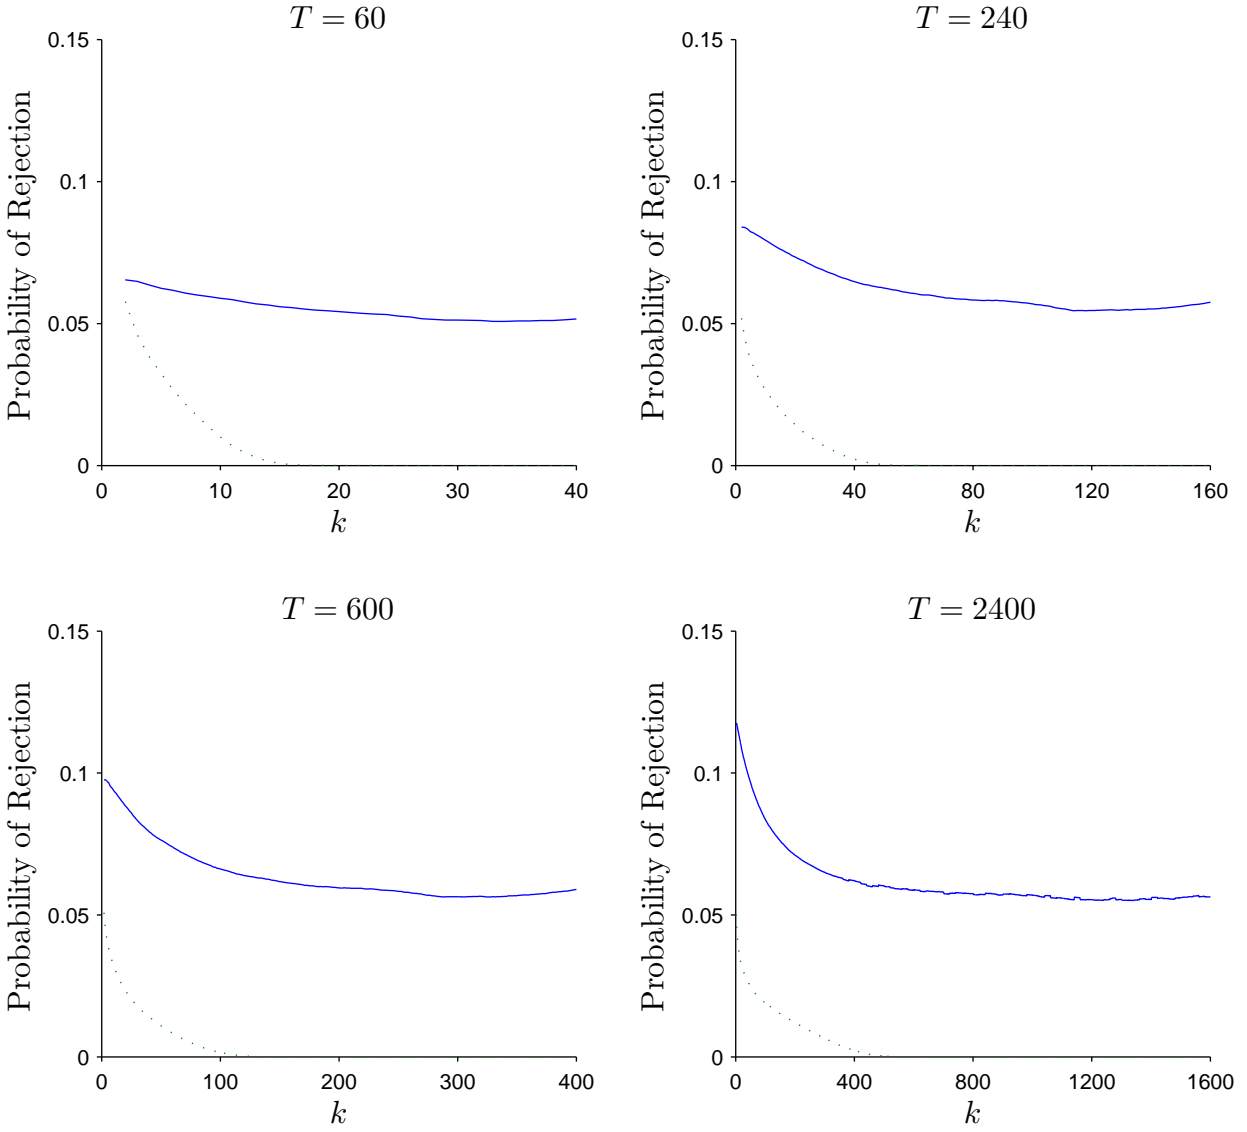 T = 60
0.15
0.1
0.05
0
Probability of Rejection
0 10 20 30 40
k
T = 240
0.15
0.1
0.05
0
Probability of Rejection
0 40 80 120 160
k
T = 600
0.15
0.1
0.05
0
Probability of Rejection
0 100 200 300 400
k
T = 2400
0.15
0.1
0.05
0
Probability of Rejection
0 400 800 1200 1600
k